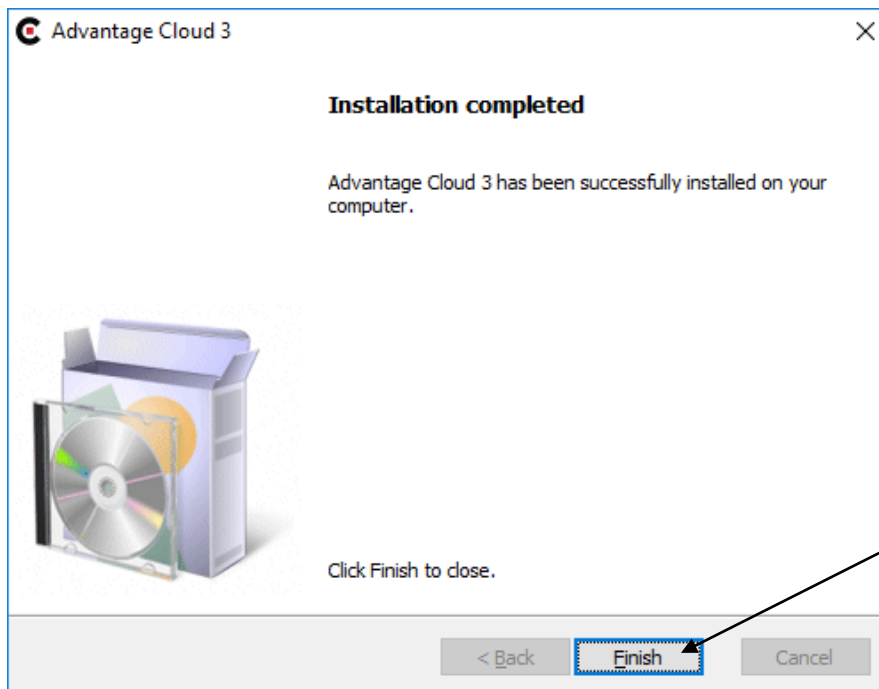 Advantage Cloud 3
Installation completed
Advantage Cloud 3 has been successfully installed on your
computer.
Click Finish to close.
< Back
Finish
Cancel